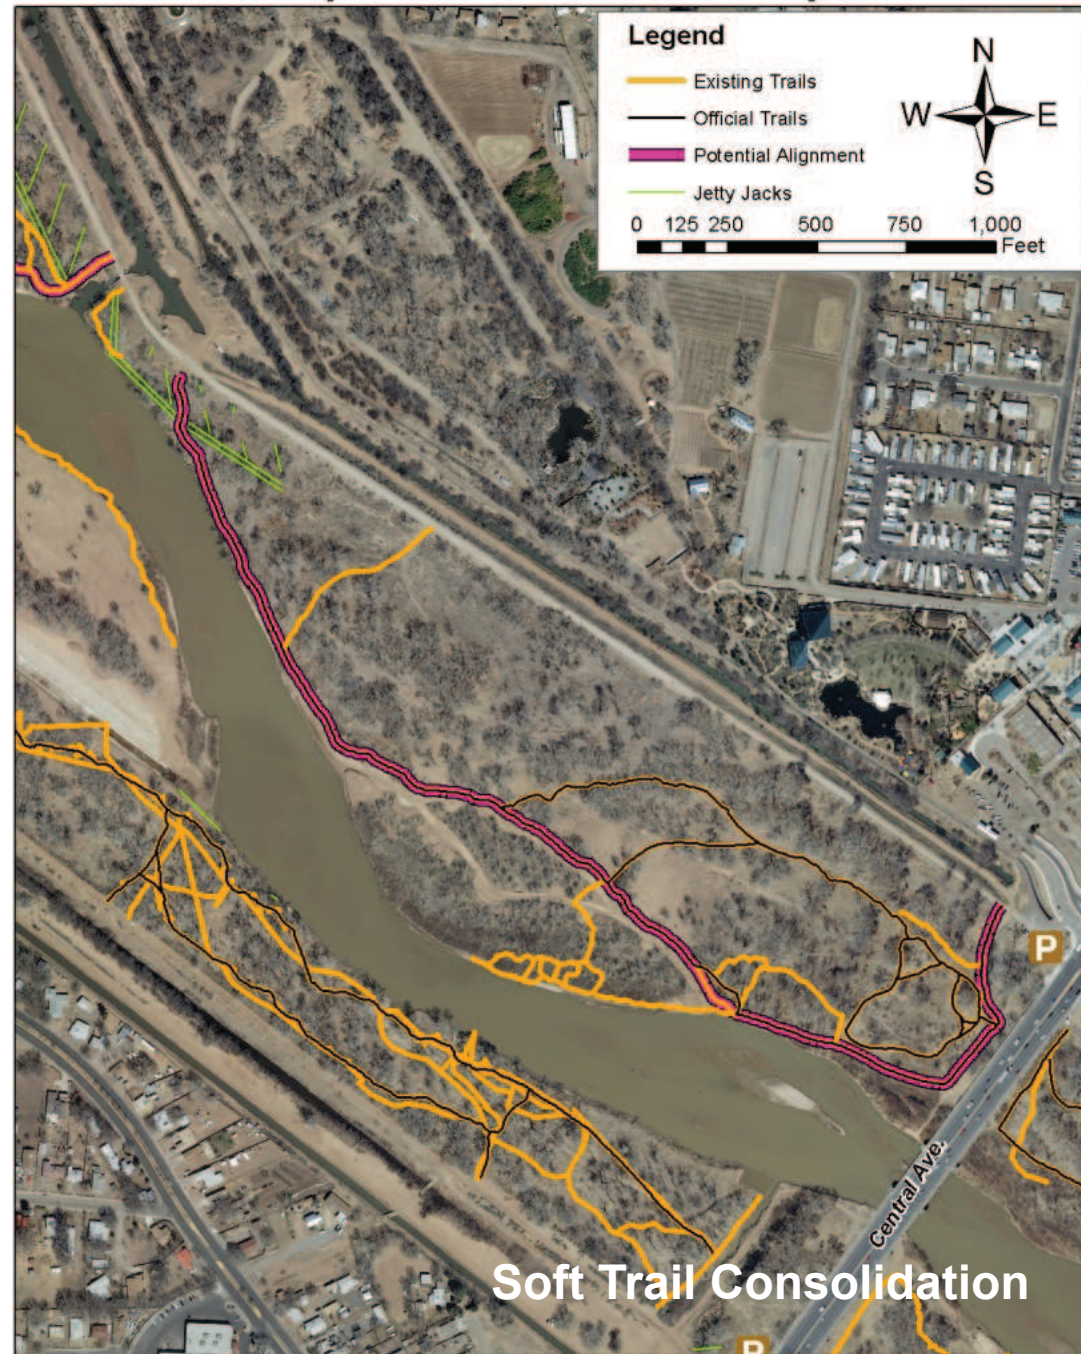 Legend
N
Existing Trails
Official Trails
W
E
Potential Alignment
S
Jetty Jacks
0 125 250 500 750 1,000
Feet
P
Central Ave.
Soft Trail Consolidation
P